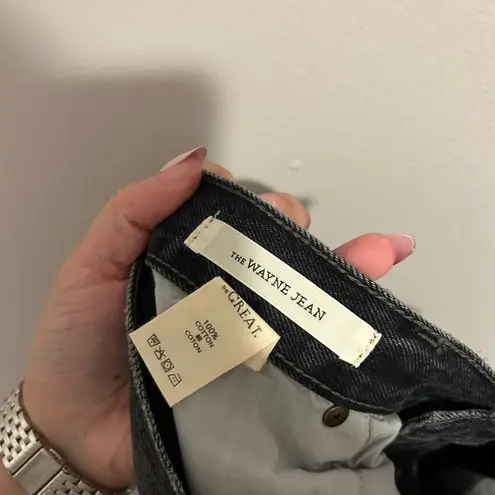 THE WAYNE JEAN
THE GREAT.
100%
COTTON
COTON